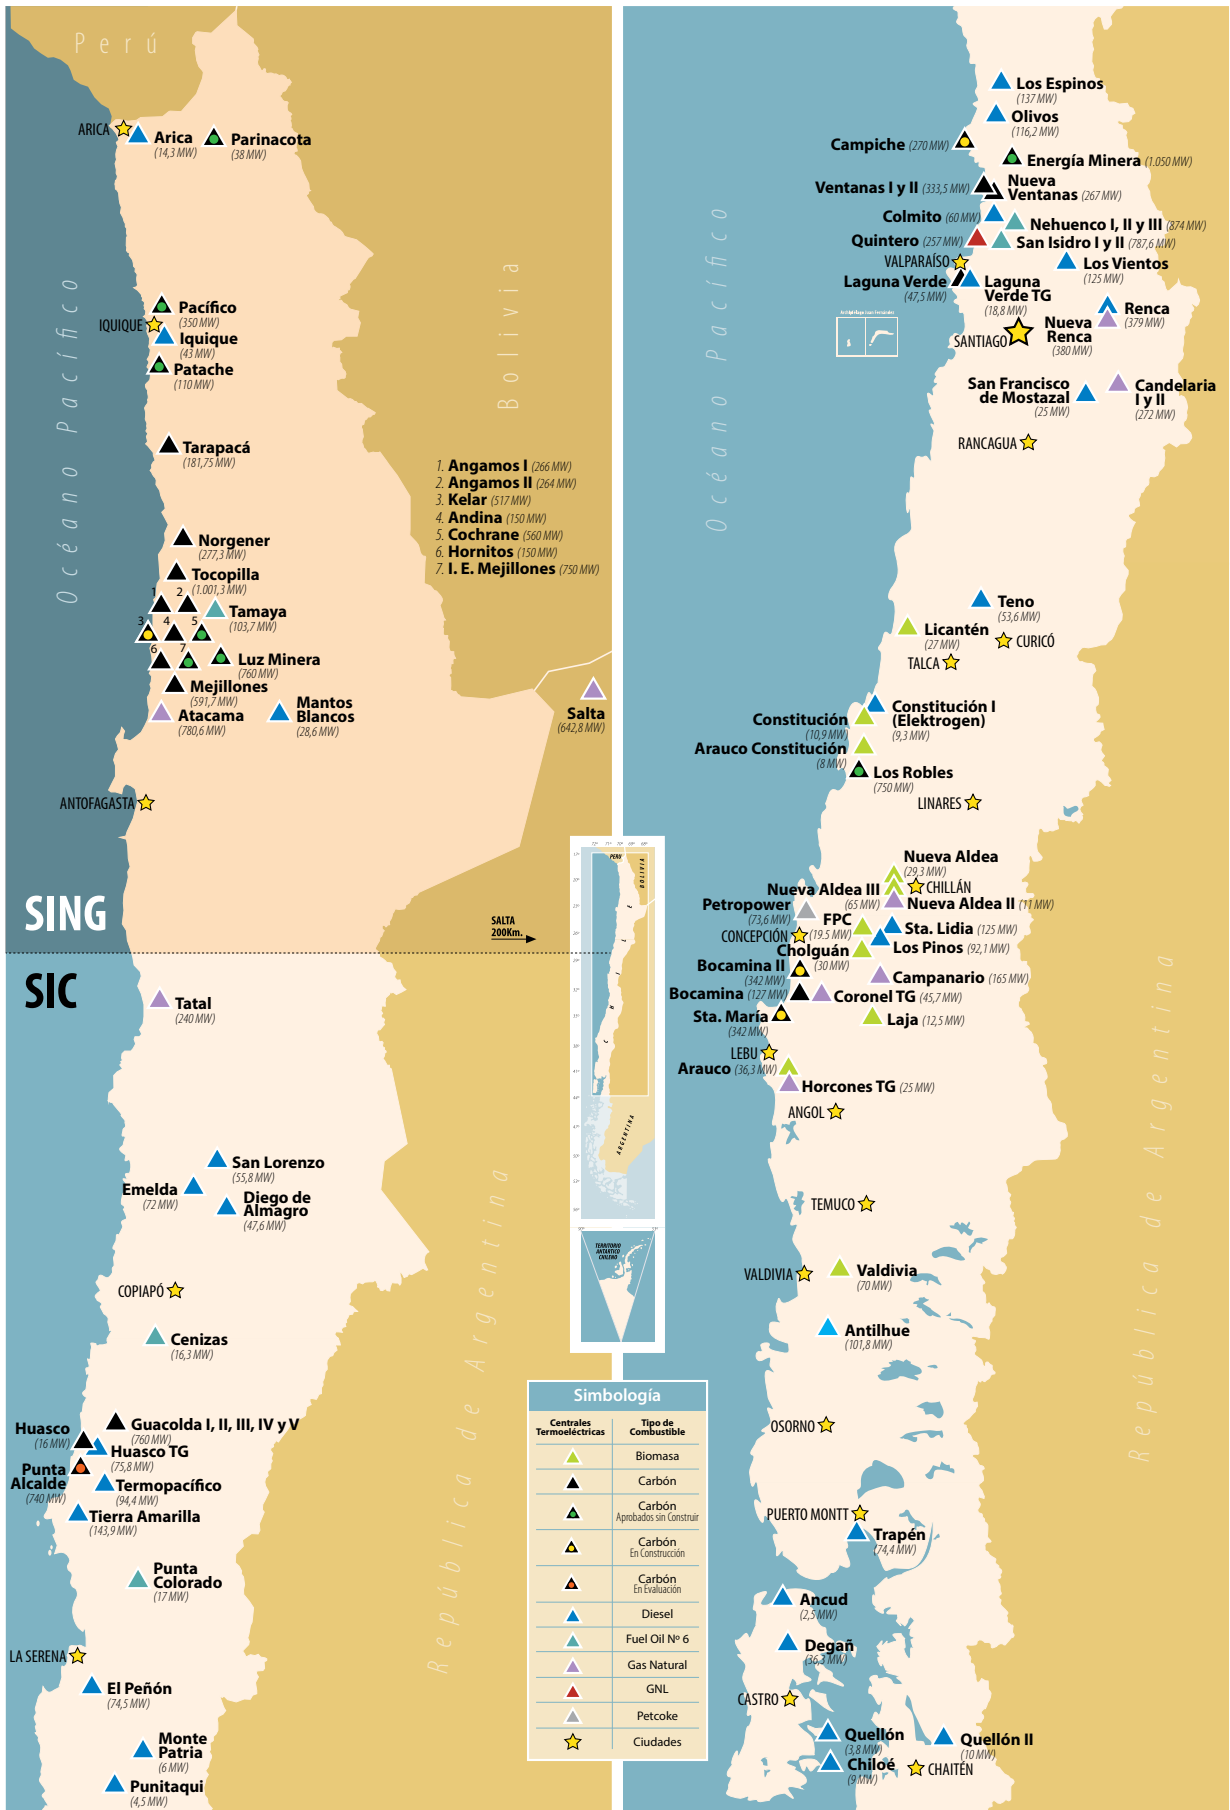 Perú
ARICA
Arica
(14,3 MW)
Parinacota
(38 MW)
Océano Pacífico
Bolivia
Pacífico
(350 MW)
IQUIQUE
Iquique
(43 MW)
Patache
(110 MW)
Tarapacá
(181,75 MW)
1. Angamos I (266 MW)
2. Angamos II (264 MW)
3. Kelar (517 MW)
4. Andina (150 MW)
5. Cochrane (560 MW)
6. Hornitos (150 MW)
7. I. E. Mejillones (750 MW)
Norgener
(277,3 MW)
Tocopilla
(1.001,3 MW)
1 2
Tamaya
(103,7 MW)
3 4 5
6 7
Luz Minera
(760 MW)
Mejillones
(591,7 MW)
Atacama
(780,6 MW)
Mantos
Blancos
(28,6 MW)
Salta
(642,8 MW)
ANTOFAGASTA
SING
SALTA
200Km.
SIC
Tatal
(240 MW)
San Lorenzo
(55,8 MW)
Emelda
(72 MW)
Diego de
Almagro
(47,6 MW)
República de Argentina
COPIAPÓ
Cenizas
(16,3 MW)
Guacolda I, II, III, IV y V
(760 MW)
Huasco
(16 MW)
Huasco TG
(75,8 MW)
Punta
Alcalde
(740 MW)
Termopacífico
(94,4 MW)
Tierra Amarilla
(143,9 MW)
Punta
Colorado
(17 MW)
LA SERENA
El Peñón
(74,5 MW)
Monte
Patria
(6 MW)
Punitaqui
(4,5 MW)
PERU
BOLIVIA
CHILE
ARGENTINA
TERRITORIO
ANTARTICO
CHILENO
Simbología
Centrales
Termoeléctricas
Tipo de
Combustible
Biomasa
Carbón
Carbón
Aprobados sin Construir
Carbón
En Construcción
Carbón
En Evaluación
Diesel
Fuel Oil Nº 6
Gas Natural
GNL
Petcoke
Ciudades
Los Espinos
(137 MW)
Olivos
(116,2 MW)
Campiche (270 MW)
Energía Minera (1.050 MW)
Ventanas I y II (333,5 MW)
Nueva
Ventanas (267 MW)
Colmito (60 MW)
Nehuenco I, II y III (874 MW)
Quintero (257 MW)
San Isidro I y II (787,6 MW)
VALPARAÍSO
Los Vientos
(125 MW)
Laguna Verde
(47,5 MW)
Laguna
Verde TG
(18,8 MW)
Renca
(379 MW)
Nueva
Renca
(380 MW)
SANTIAGO
Océano Pacífico
San Francisco
de Mostazal
(25 MW)
Candelaria
I y II
(272 MW)
RANCAGUA
Teno
(53,6 MW)
Licantén
(27 MW)
CURICÓ
TALCA
Constitución I
(Elektrogen)
(9,3 MW)
Constitución
(10,9 MW)
Arauco Constitución
(8 MW)
Los Robles
(750 MW)
LINARES
Nueva Aldea
(29,3 MW)
Nueva Aldea III
(65 MW)
CHILLÁN
Nueva Aldea II (11 MW)
Petropower
(73,6 MW)
FPC
(19,5 MW)
Sta. Lidia (125 MW)
CONCEPCIÓN
Los Pinos (92,1 MW)
Cholguán
(30 MW)
Bocamina II
(342 MW)
Campanario (165 MW)
Bocamina (127 MW)
Coronel TG (45,7 MW)
Sta. María
(342 MW)
Laja (12,5 MW)
LEBU
Arauco (36,3 MW)
Horcones TG (25 MW)
ANGOL
República de Argentina
TEMUCO
VALDIVIA
Valdivia
(70 MW)
Antilhue
(101,8 MW)
OSORNO
PUERTO MONTT
Trapén
(74,4 MW)
Ancud
(2,5 MW)
Degañ
(36,3 MW)
CASTRO
Quellón
(3,8 MW)
Quellón II
(10 MW)
Chiloé
(9 MW)
CHAITÉN